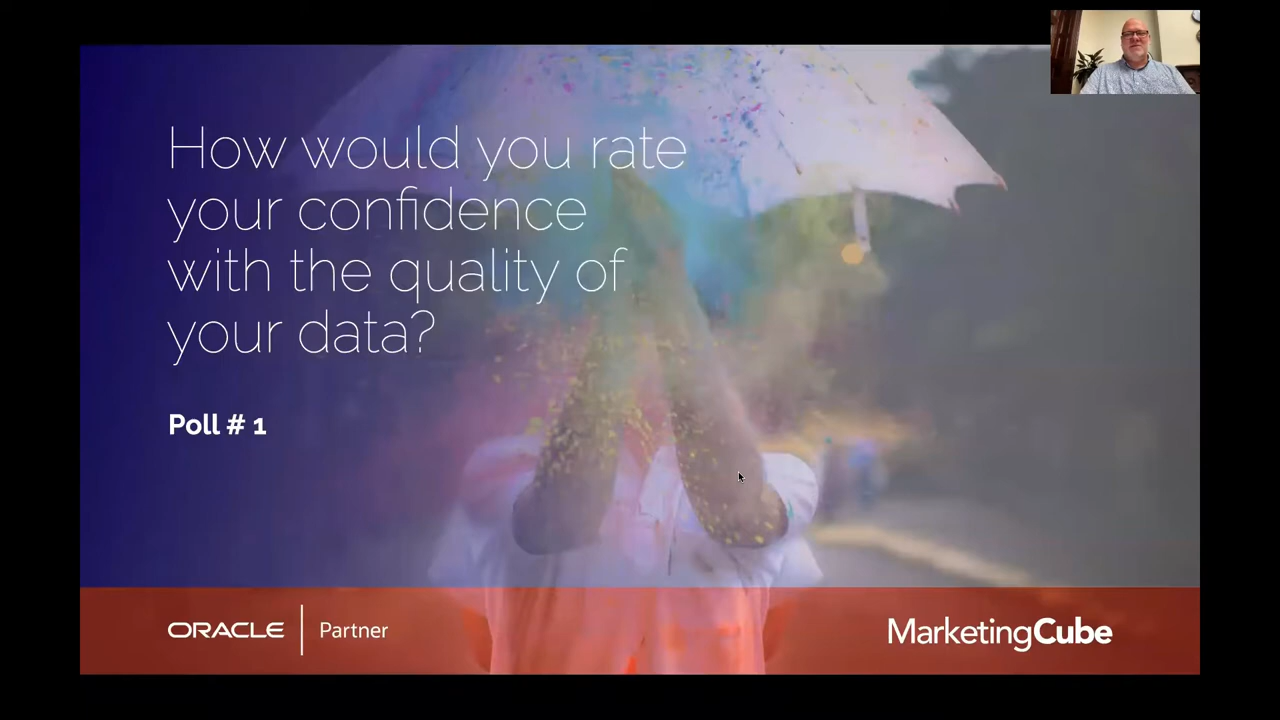 How would you rate
your confidence
with the quality of
your data?
Poll # 1
ORACLE | Partner
MarketingCube